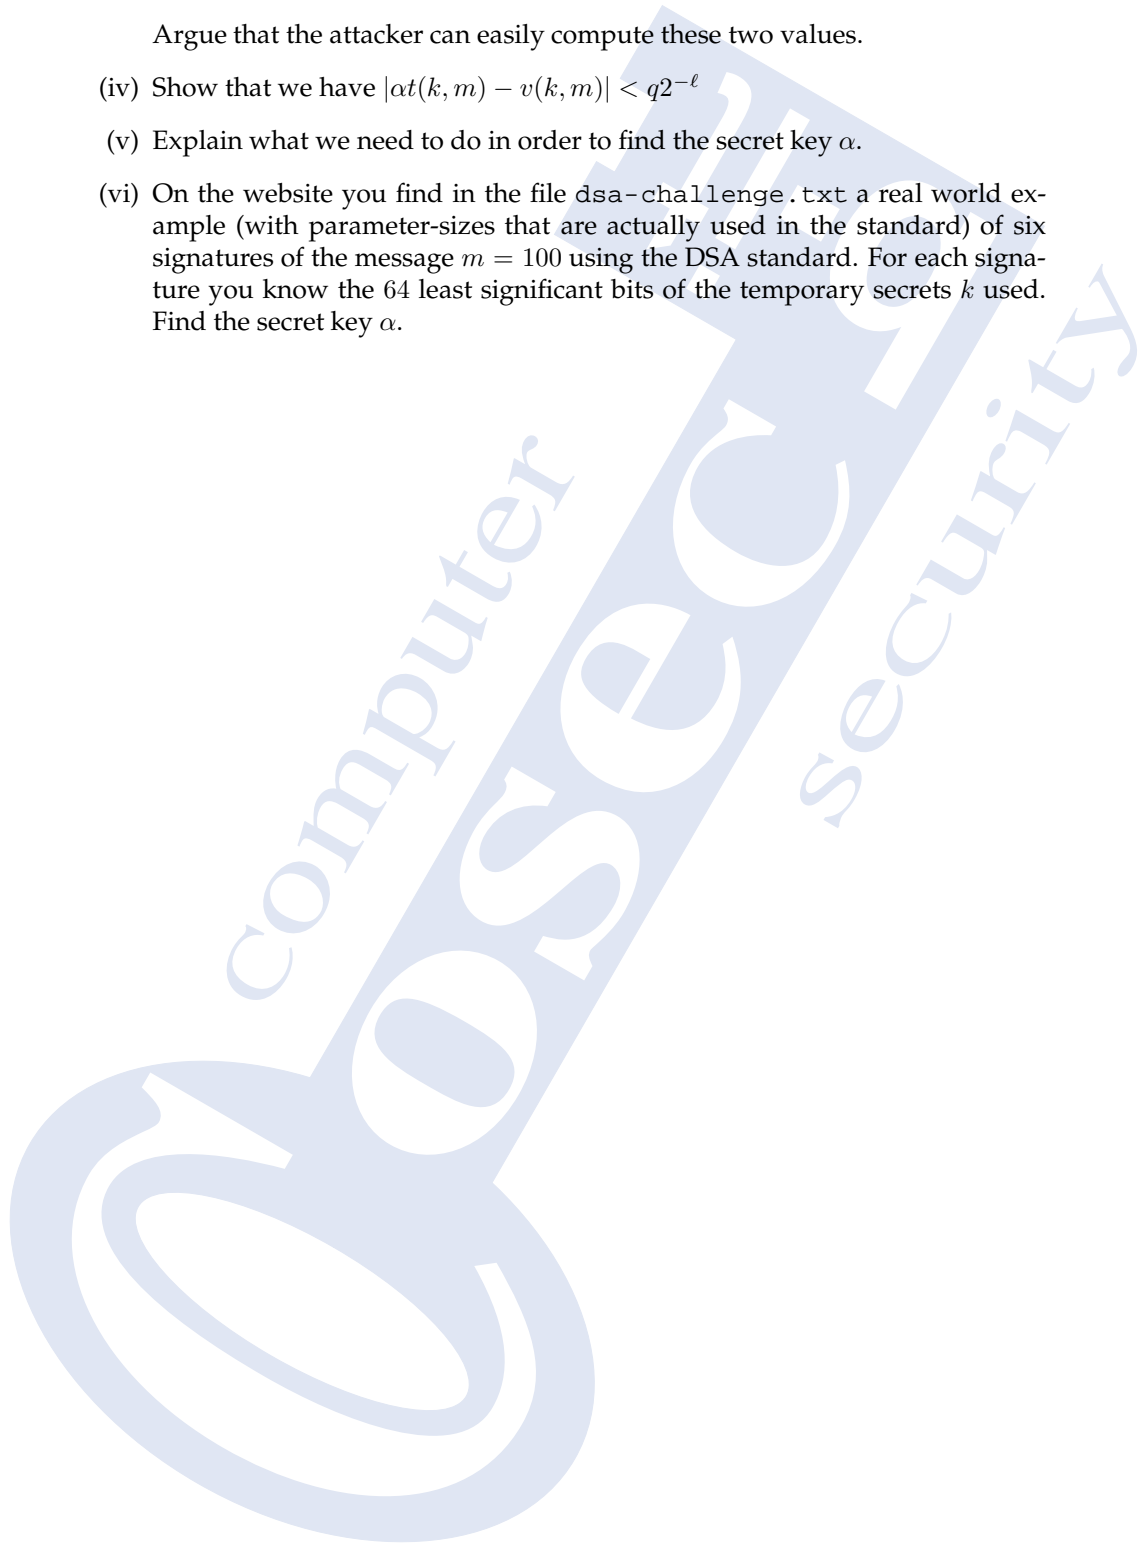 Argue that the attacker can easily compute these two values.
(iv) Show that we have |αt(k, m) − v(k, m)| < q2^{−ℓ}
(v) Explain what we need to do in order to find the secret key α.
(vi) On the website you find in the file dsa-challenge.txt a real world ex-
ample (with parameter-sizes that are actually used in the standard) of six
signatures of the message m = 100 using the DSA standard. For each signa-
ture you know the 64 least significant bits of the temporary secrets k used.
Find the secret key α.
computer
cosec
security